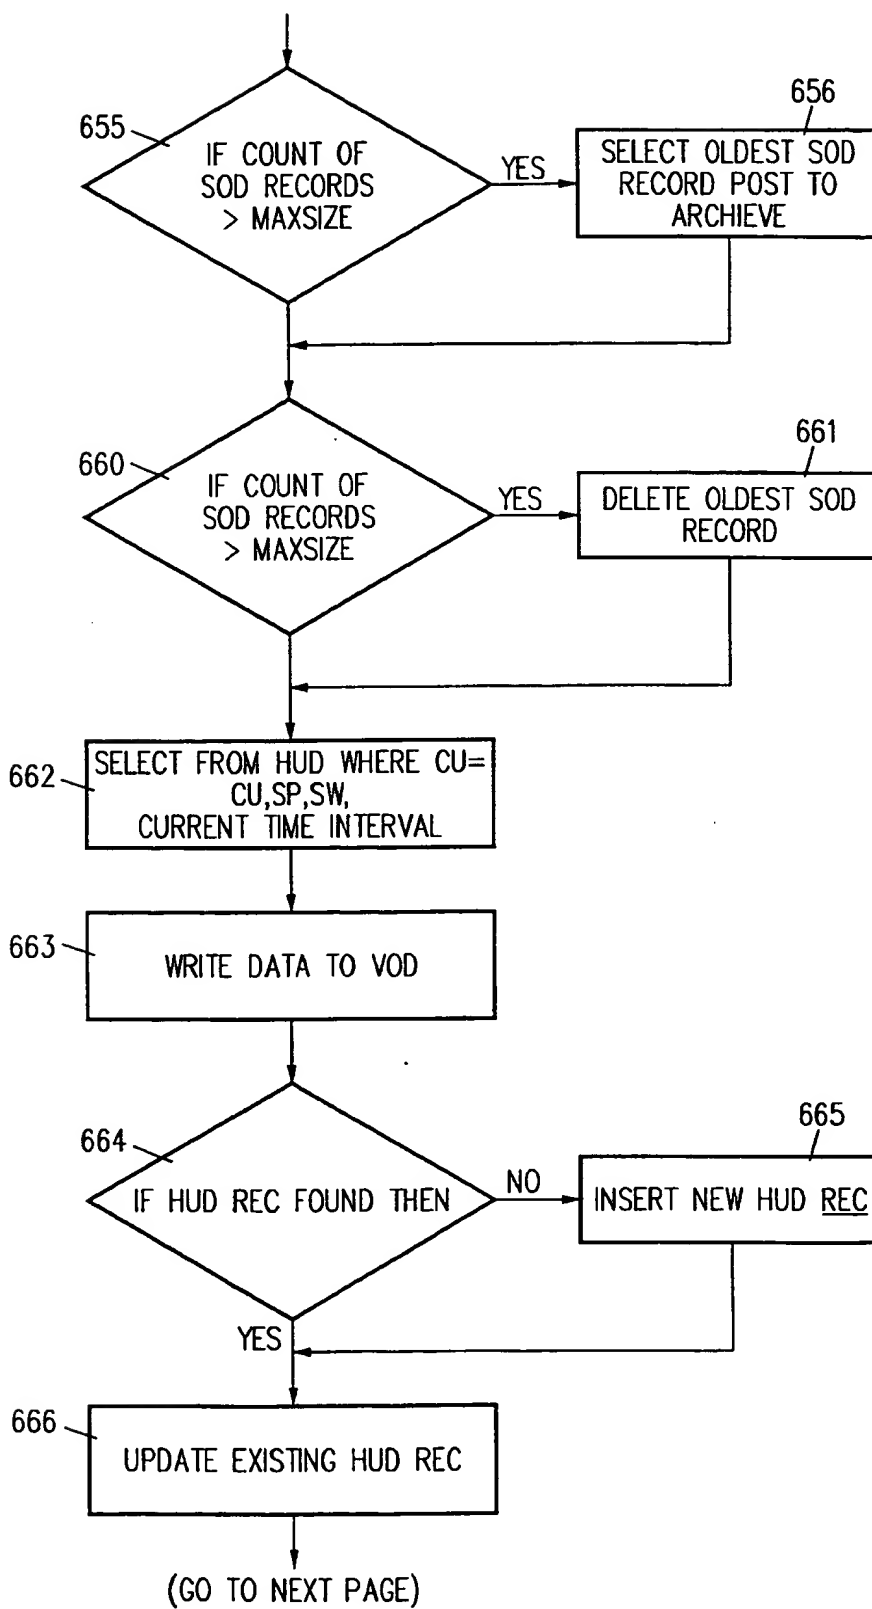 655
IF COUNT OF
SOD RECORDS
> MAXSIZE
YES
656
SELECT OLDEST SOD
RECORD POST TO
ARCHIEVE
660
IF COUNT OF
SOD RECORDS
> MAXSIZE
YES
661
DELETE OLDEST SOD
RECORD
662
SELECT FROM HUD WHERE CU=
CU,SP,SW,
CURRENT TIME INTERVAL
663
WRITE DATA TO VOD
664
IF HUD REC FOUND THEN
NO
665
INSERT NEW HUD REC
YES
666
UPDATE EXISTING HUD REC
(GO TO NEXT PAGE)